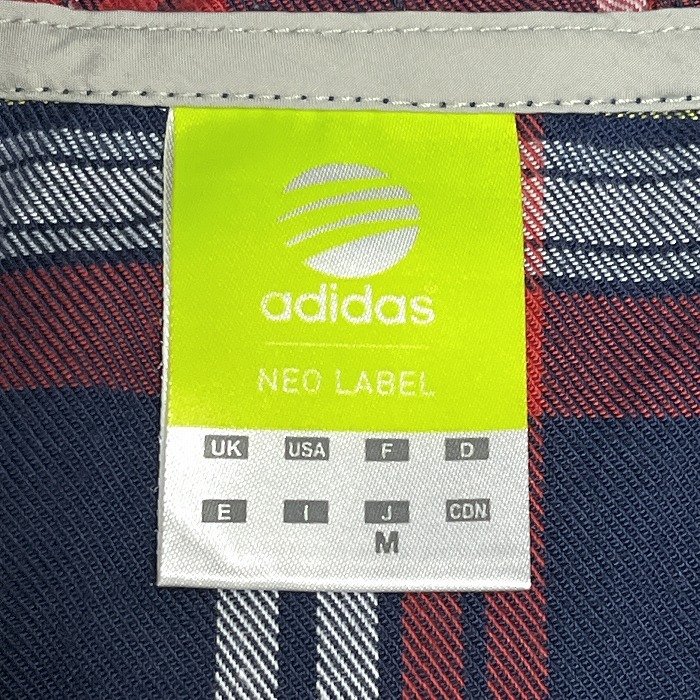 adidas
NEO LABEL
UK USA F D
E I J CDN
M